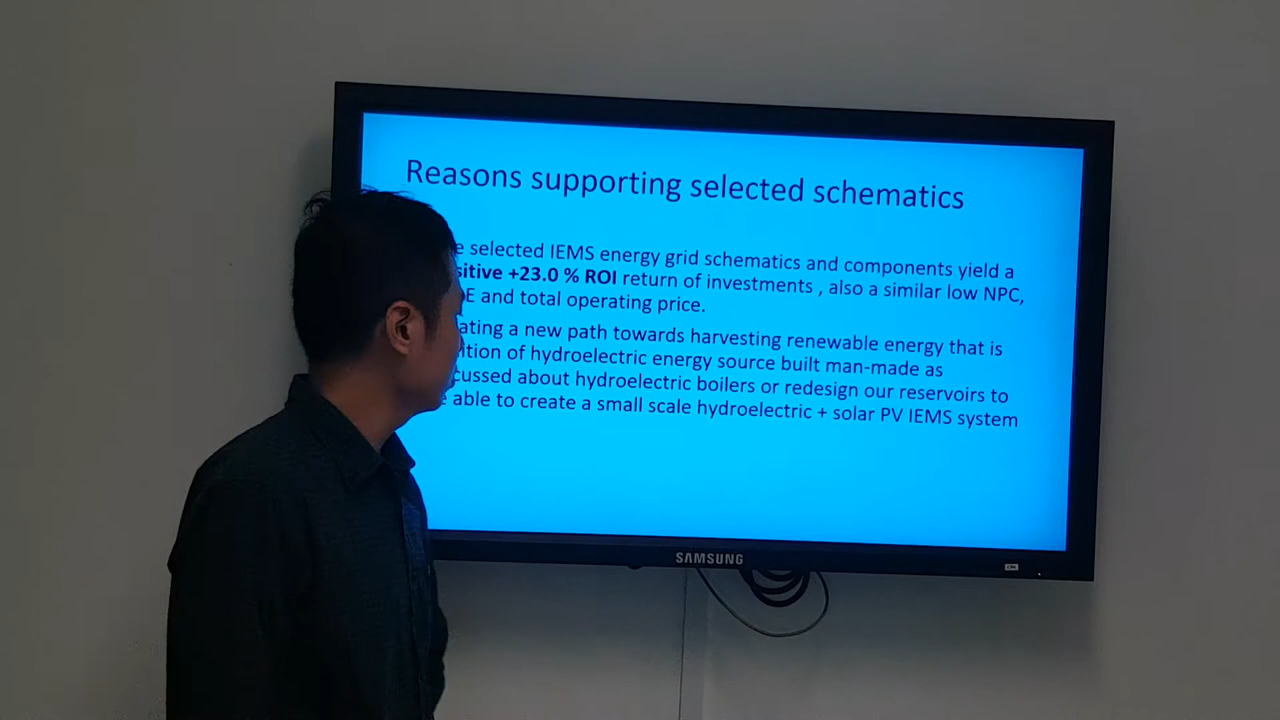 Reasons supporting selected schematics
selected IEMS energy grid schematics and components yield a
sitive +23.0 % ROI return of investments , also a similar low NPC,
E and total operating price.
ating a new path towards harvesting renewable energy that is
ition of hydroelectric energy source built man-made as
cussed about hydroelectric boilers or redesign our reservoirs to
able to create a small scale hydroelectric + solar PV IEMS system
SAMSUNG